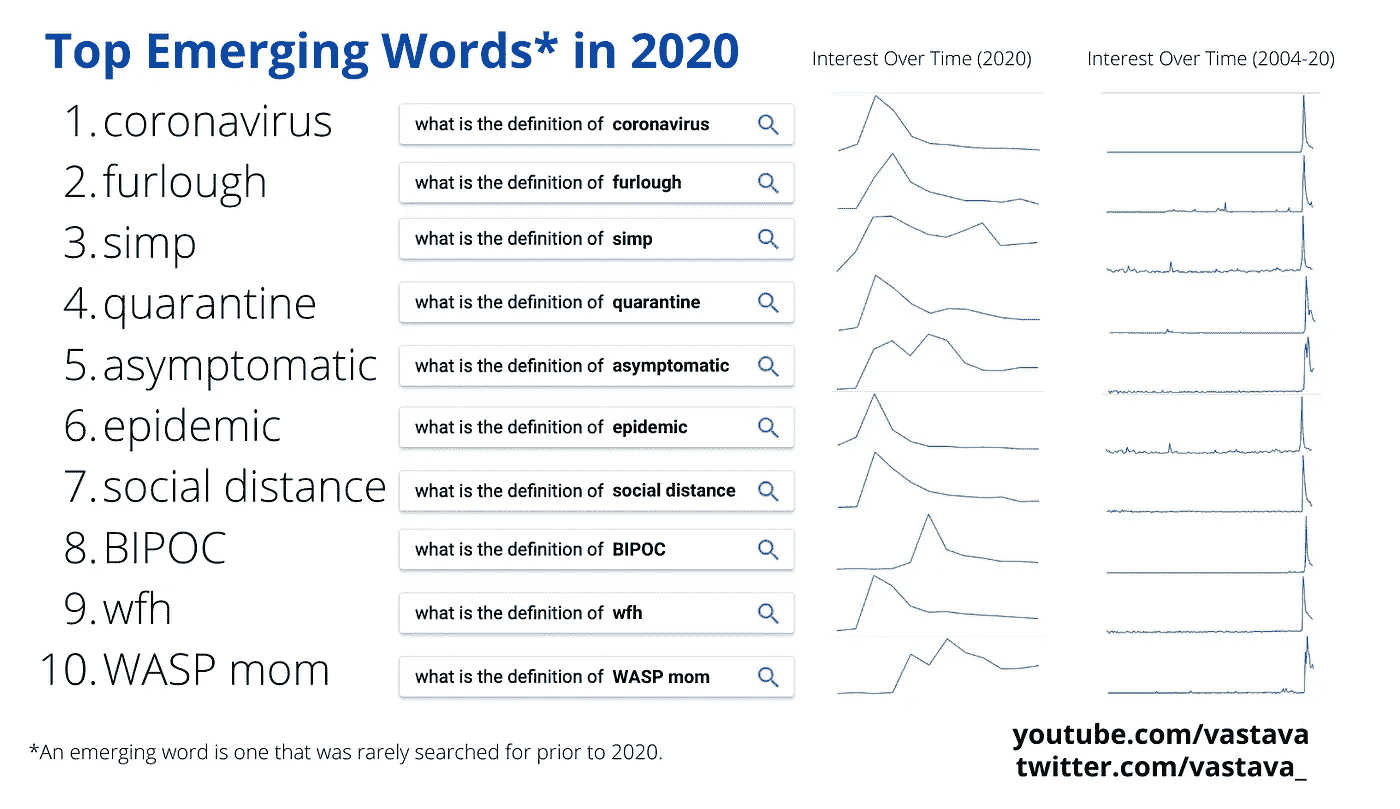 Top Emerging Words* in 2020
Interest Over Time (2020)
Interest Over Time (2004-20)
1. coronavirus
what is the definition of coronavirus
2. furlough
what is the definition of furlough
3. simp
what is the definition of simp
4. quarantine
what is the definition of quarantine
5. asymptomatic
what is the definition of asymptomatic
6. epidemic
what is the definition of epidemic
7. social distance
what is the definition of social distance
8. BIPOC
what is the definition of BIPOC
9. wfh
what is the definition of wfh
10. WASP mom
what is the definition of WASP mom
*An emerging word is one that was rarely searched for prior to 2020.
youtube.com/vastava
twitter.com/vastava_